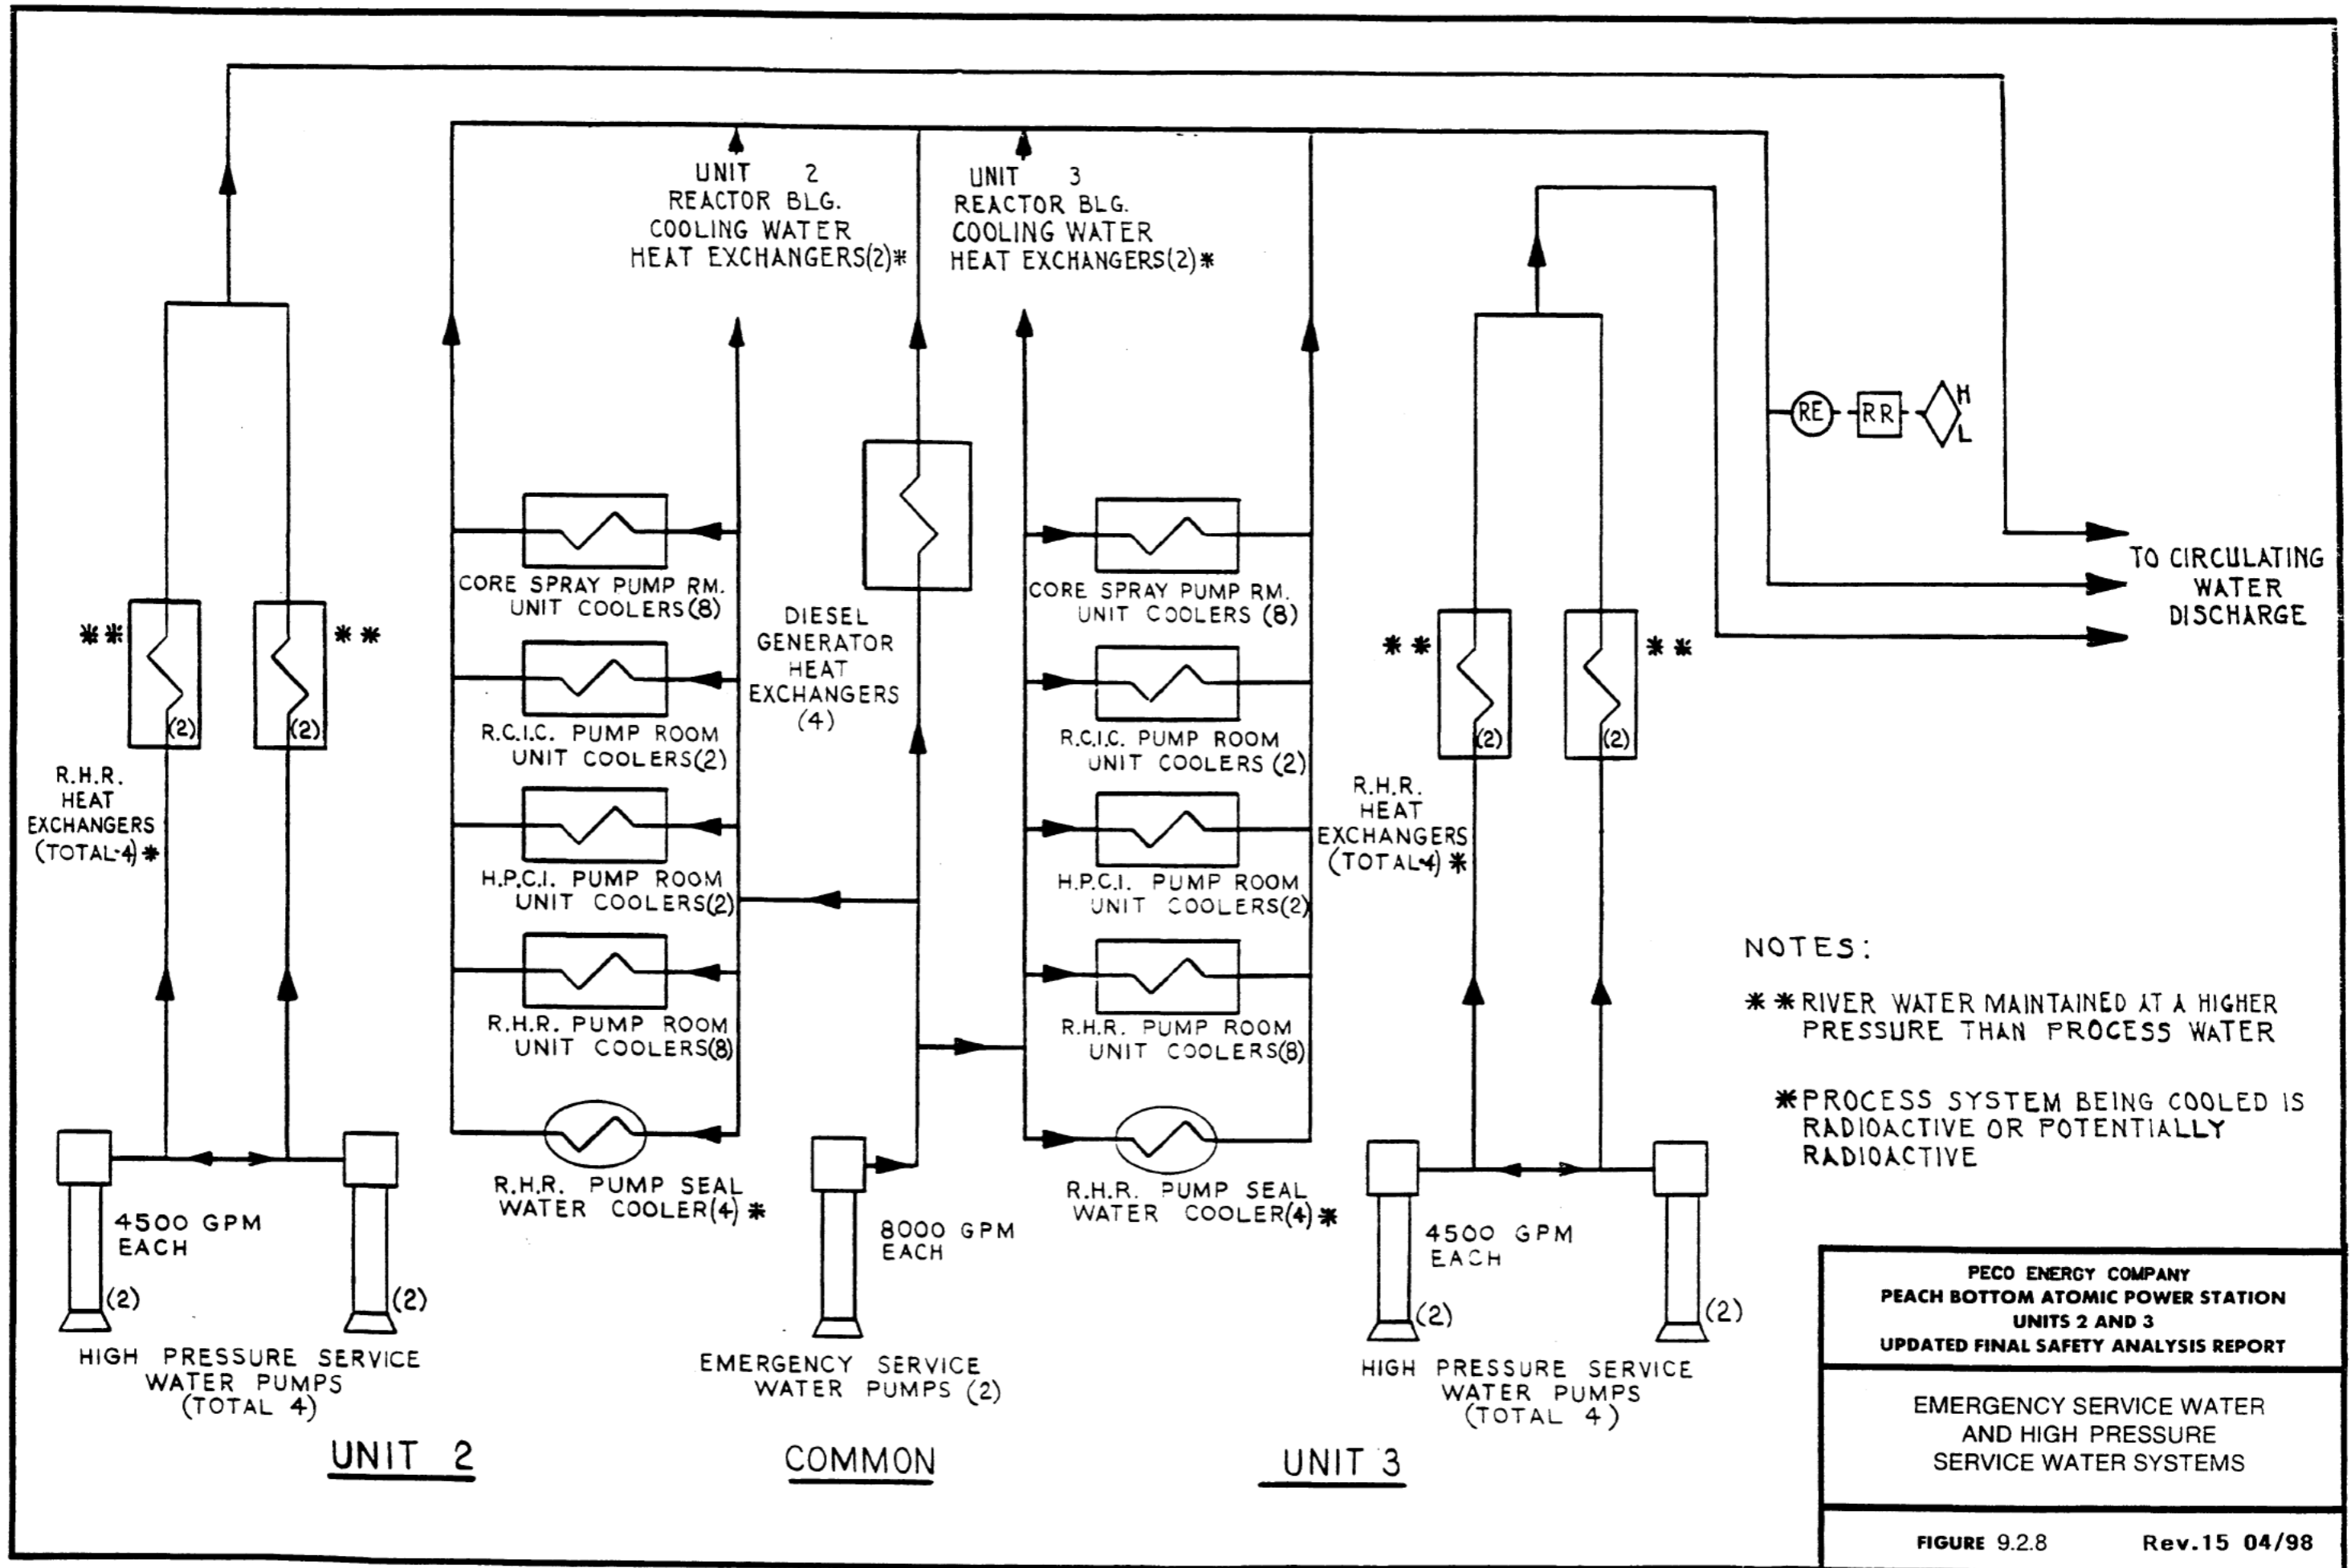 UNIT 2
REACTOR BLG.
COOLING WATER
HEAT EXCHANGERS(2)*
UNIT 3
REACTOR BLG.
COOLING WATER
HEAT EXCHANGERS(2)*
RE
RR
H
L
TO CIRCULATING
WATER
DISCHARGE
CORE SPRAY PUMP RM.
UNIT COOLERS(8)
R.C.I.C. PUMP ROOM
UNIT COOLERS(2)
H.P.C.I. PUMP ROOM
UNIT COOLERS(2)
R.H.R. PUMP ROOM
UNIT COOLERS(8)
R.H.R. PUMP SEAL
WATER COOLER(4)*
DIESEL
GENERATOR
HEAT
EXCHANGERS
(4)
CORE SPRAY PUMP RM.
UNIT COOLERS (8)
R.C.I.C. PUMP ROOM
UNIT COOLERS (2)
H.P.C.I. PUMP ROOM
UNIT COOLERS(2)
R.H.R. PUMP ROOM
UNIT COOLERS(8)
R.H.R. PUMP SEAL
WATER COOLER(4)*
**
**
(2)
(2)
R.H.R.
HEAT
EXCHANGERS
(TOTAL-4)*
**
**
(2)
(2)
R.H.R.
HEAT
EXCHANGERS
(TOTAL-4)*
4500 GPM
EACH
(2)
(2)
HIGH PRESSURE SERVICE
WATER PUMPS
(TOTAL 4)
8000 GPM
EACH
EMERGENCY SERVICE
WATER PUMPS (2)
4500 GPM
EACH
(2)
(2)
HIGH PRESSURE SERVICE
WATER PUMPS
(TOTAL 4)
UNIT 2
COMMON
UNIT 3
NOTES:
** RIVER WATER MAINTAINED AT A HIGHER
PRESSURE THAN PROCESS WATER
* PROCESS SYSTEM BEING COOLED IS
RADIOACTIVE OR POTENTIALLY
RADIOACTIVE
PECO ENERGY COMPANY
PEACH BOTTOM ATOMIC POWER STATION
UNITS 2 AND 3
UPDATED FINAL SAFETY ANALYSIS REPORT
EMERGENCY SERVICE WATER
AND HIGH PRESSURE
SERVICE WATER SYSTEMS
FIGURE 9.2.8 Rev.15 04/98